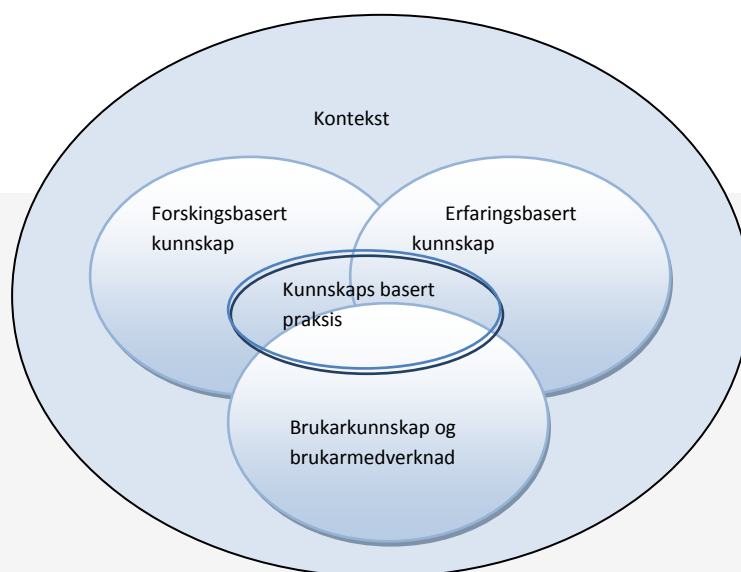 Kontekst
Forskingsbasert
kunnskap
Erfaringsbasert
kunnskap
Kunnskaps basert
praksis
Brukarkunnskap og
brukarmedverknad